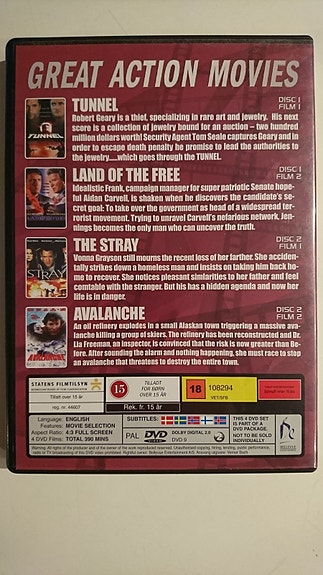 GREAT ACTION MOVIES
TUNNEL
DISC 1
FILM 1
Robert Geary is a thief, specializing in rare art and jewelry. His next
score is a collection of jewelry bound for an auction – two hundred
million dollars worth! Security Agent Tom Sealo captures Geary and in
order to escape death penalty he promise to lead the authorities to
the jewelry.....which goes through the TUNNEL.
TUNNEL
LAND OF THE FREE
DISC 1
FILM 2
Idealistic Frank, campaign manager for super patriotic Senate hope-
ful Aidan Carvell, is shaken when he discovers the candidate's se-
cret goal: To take over the government as head of a widespread ter-
rorist movement. Trying to unravel Carvell's nefarious network, Jen-
nings becomes the only man who can uncover the truth.
THE STRAY
DISC 2
FILM 1
Vonna Grayson still mourns the recent loss of her farther. She acciden-
tally strikes down a homeless man and insists on taking him back ho-
me to recover. She notices pleasant similarities to her father and feel
comtable with the stranger. But his has a hidden agenda and now her
life is in danger.
STRAY
AVALANCHE
DISC 2
FILM 2
An oil refinery explodes in a small Alaskan town triggering a massive ava-
lanche killing a group of skiers. The refinery has been reconstructed and Dr.
Lia Freeman, an inspector, is convinced that the risk is now greater than Be-
fore. After sounding the alarm and nothing happening, she must race to stop
an avalanche that threatens to destroy the entire town.
AVALANCHE
STATENS FILMTILSYN
Tillatt over 15 år
reg. nr. 44607
15
TILLADT
FOR BØRN
OVER 15 ÅR
Rek. fr. 15 år
18
108294
VET/SFB
Language: ENGLISH
Features: MOVIE SELECTION
Aspect Ratio: 4:3 FULL SCREEN
4 DVD Films: TOTAL 390 MINS
SUBTITLES:
PAL
DVD
DOLBY DIGITAL 2.0
DVD 9
THIS 4 DVD SET
IS PART OF A
DVD PACKAGE.
NOT TO BE SOLD
INDIVIDUALLY